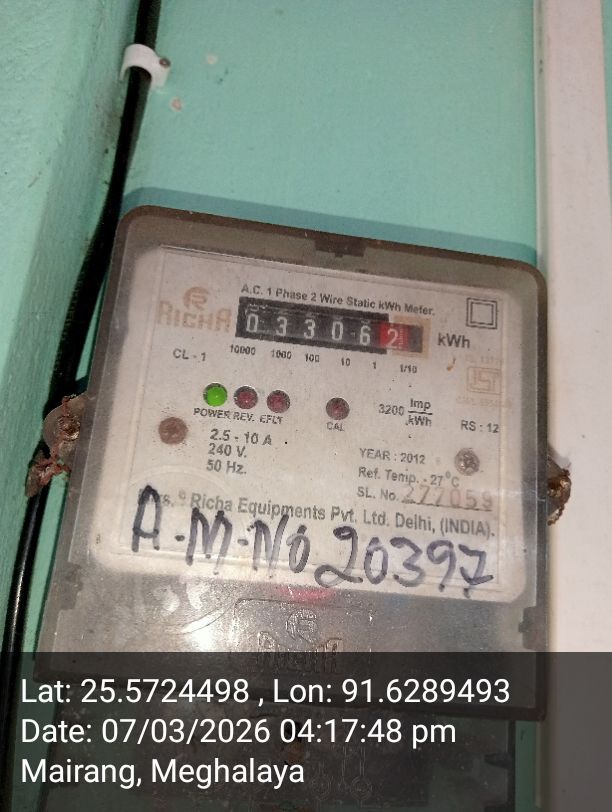 A.C. 1 Phase 2 Wire Static kWh Meter.
RICHA
0 3 3 0 6 2 kWh
10000 1000 100 10 1 1/10
CL - 1
POWER REV. EFLT CAL
3200 Imp/kWh
RS : 12
2.5 - 10 A
240 V.
50 Hz.
YEAR : 2012
Ref. Temp. - 27°C
SL. No. 277059
Richa Equipments Pvt. Ltd. Delhi, (INDIA).
A-M-No 20397
Lat: 25.5724498 , Lon: 91.6289493
Date: 07/03/2026 04:17:48 pm
Mairang, Meghalaya